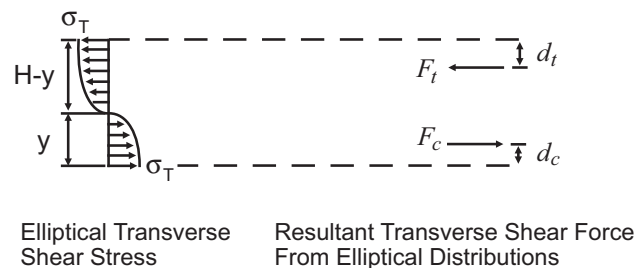 σT
H-y
y
σT
Ft
dt
Fc
dc
Elliptical Transverse
Shear Stress
Resultant Transverse Shear Force
From Elliptical Distributions